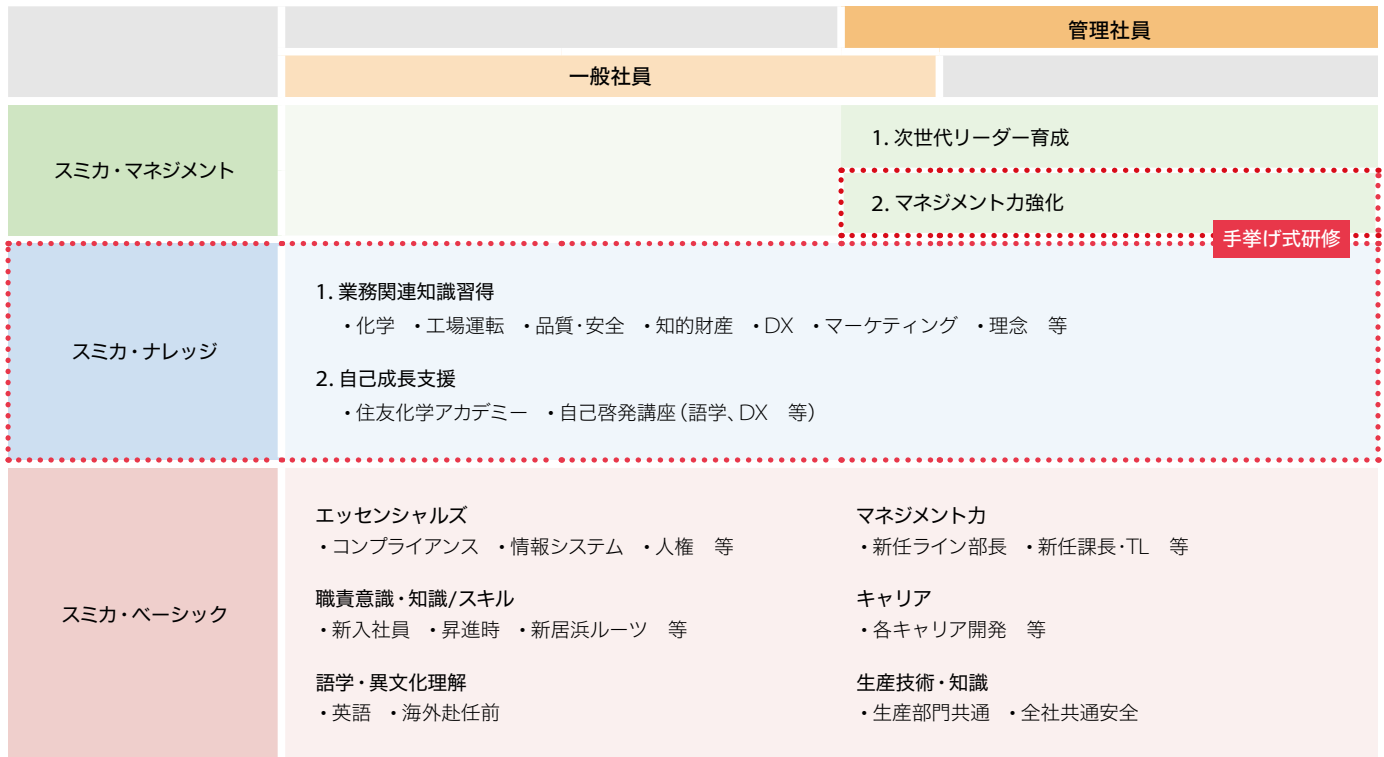 管理社員
一般社員
スミカ・マネジメント
1. 次世代リーダー育成
2. マネジメント力強化
手挙げ式研修
スミカ・ナレッジ
1. 業務関連知識習得
・化学 ・工場運転 ・品質・安全 ・知的財産 ・DX ・マーケティング ・理念 等
2. 自己成長支援
・住友化学アカデミー ・自己啓発講座(語学、DX 等)
スミカ・ベーシック
エッセンシャルズ
・コンプライアンス ・情報システム ・人権 等
職責意識・知識/スキル
・新入社員 ・昇進時 ・新居浜ルーツ 等
語学・異文化理解
・英語 ・海外赴任前
マネジメント力
・新任ライン部長 ・新任課長・TL 等
キャリア
・各キャリア開発 等
生産技術・知識
・生産部門共通 ・全社共通安全